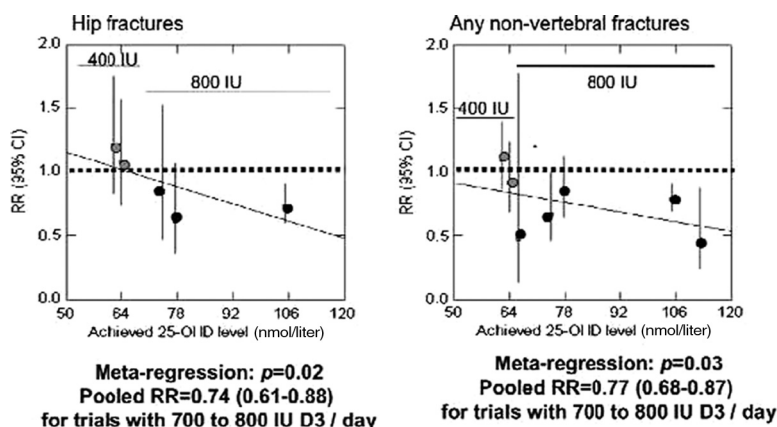 Hip fractures
2.0
1.5
1.0
0.5
0.0
RR (95% CI)
400 IU
800 IU
50 64 78 92 106 120
Achieved 25-OI ID level (nmol/liter)
Meta-regression: p=0.02
Pooled RR=0.74 (0.61-0.88)
for trials with 700 to 800 IU D3 / day
Any non-vertebral fractures
2.0
1.5
1.0
0.5
0.0
RR (95% CI)
800 IU
400 IU
50 64 78 92 106 120
Achieved 25-OI ID level (nmol/liter)
Meta-regression: p=0.03
Pooled RR=0.77 (0.68-0.87)
for trials with 700 to 800 IU D3 / day